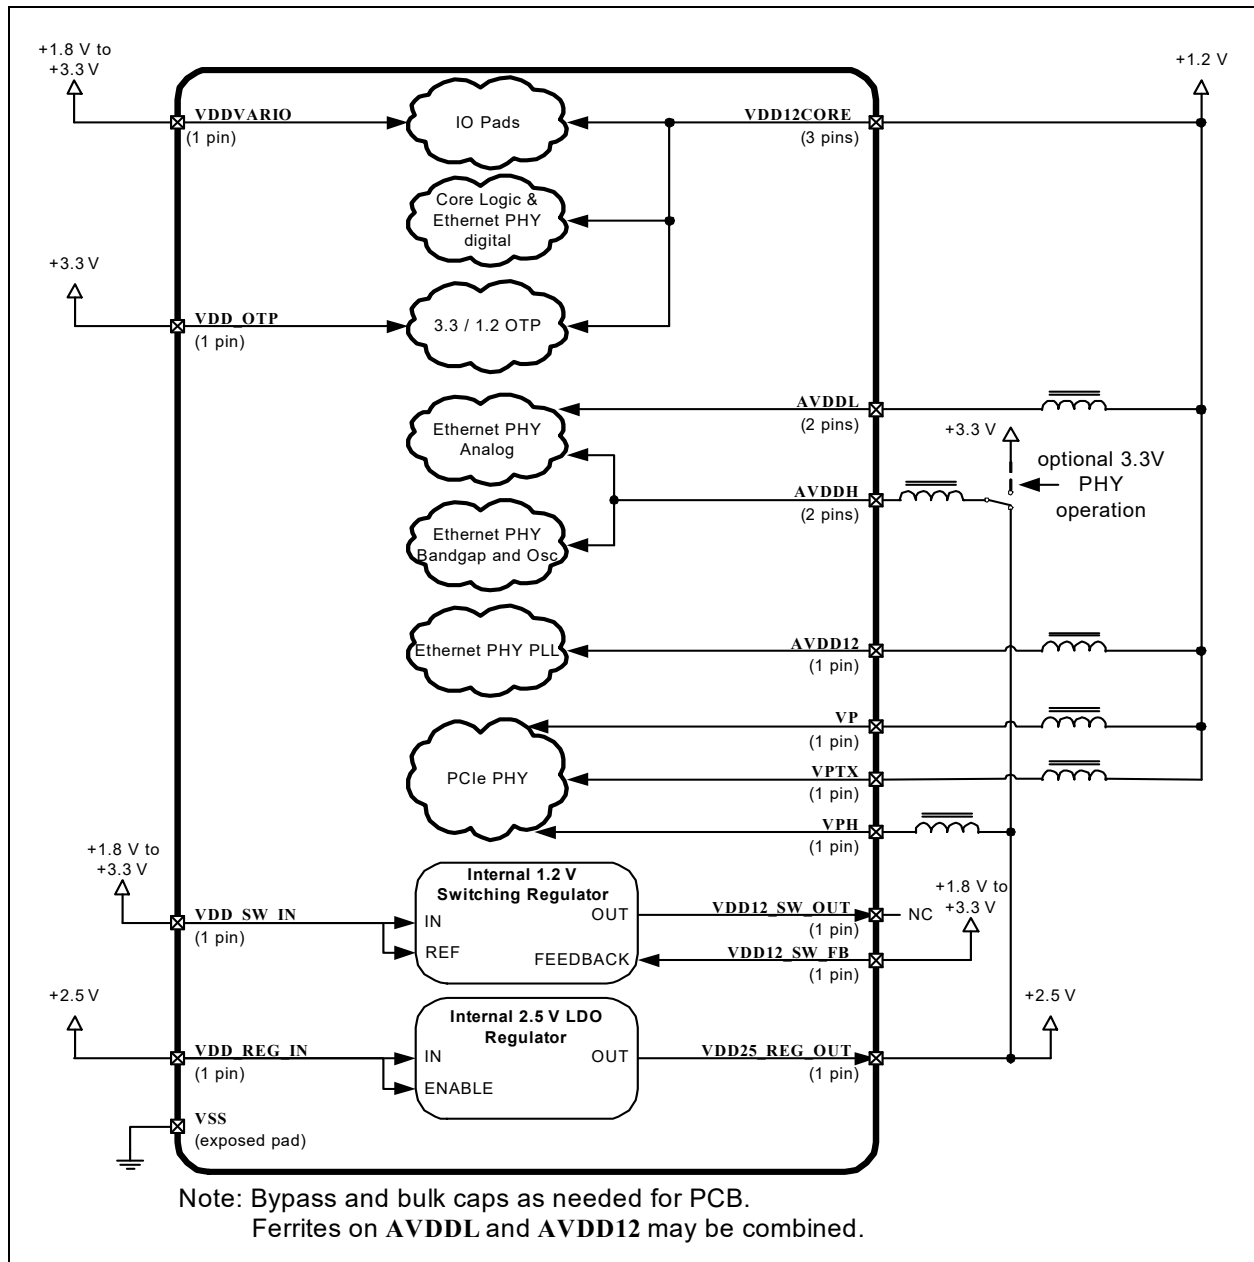 +1.8 V to
+3.3 V
+1.2 V
VDDVARIO
(1 pin)
IO Pads
VDD12CORE
(3 pins)
Core Logic &
Ethernet PHY
digital
+3.3 V
VDD_OTP
(1 pin)
3.3 / 1.2 OTP
AVDDL
(2 pins)
Ethernet PHY
Analog
+3.3 V
optional 3.3V
PHY
operation
AVDDH
(2 pins)
Ethernet PHY
Bandgap and Osc
Ethernet PHY PLL
AVDD12
(1 pin)
VP
(1 pin)
PCIe PHY
VPTX
(1 pin)
VPH
(1 pin)
+1.8 V to
+3.3 V
VDD_SW_IN
(1 pin)
Internal 1.2 V
Switching Regulator
IN
REF
OUT
FEEDBACK
VDD12_SW_OUT
(1 pin)
NC
+1.8 V to
+3.3 V
VDD12_SW_FB
(1 pin)
+2.5 V
VDD_REG_IN
(1 pin)
Internal 2.5 V LDO
Regulator
IN
ENABLE
OUT
VDD25_REG_OUT
(1 pin)
+2.5 V
VSS
(exposed pad)
Note: Bypass and bulk caps as needed for PCB.
Ferrites on AVDDL and AVDD12 may be combined.